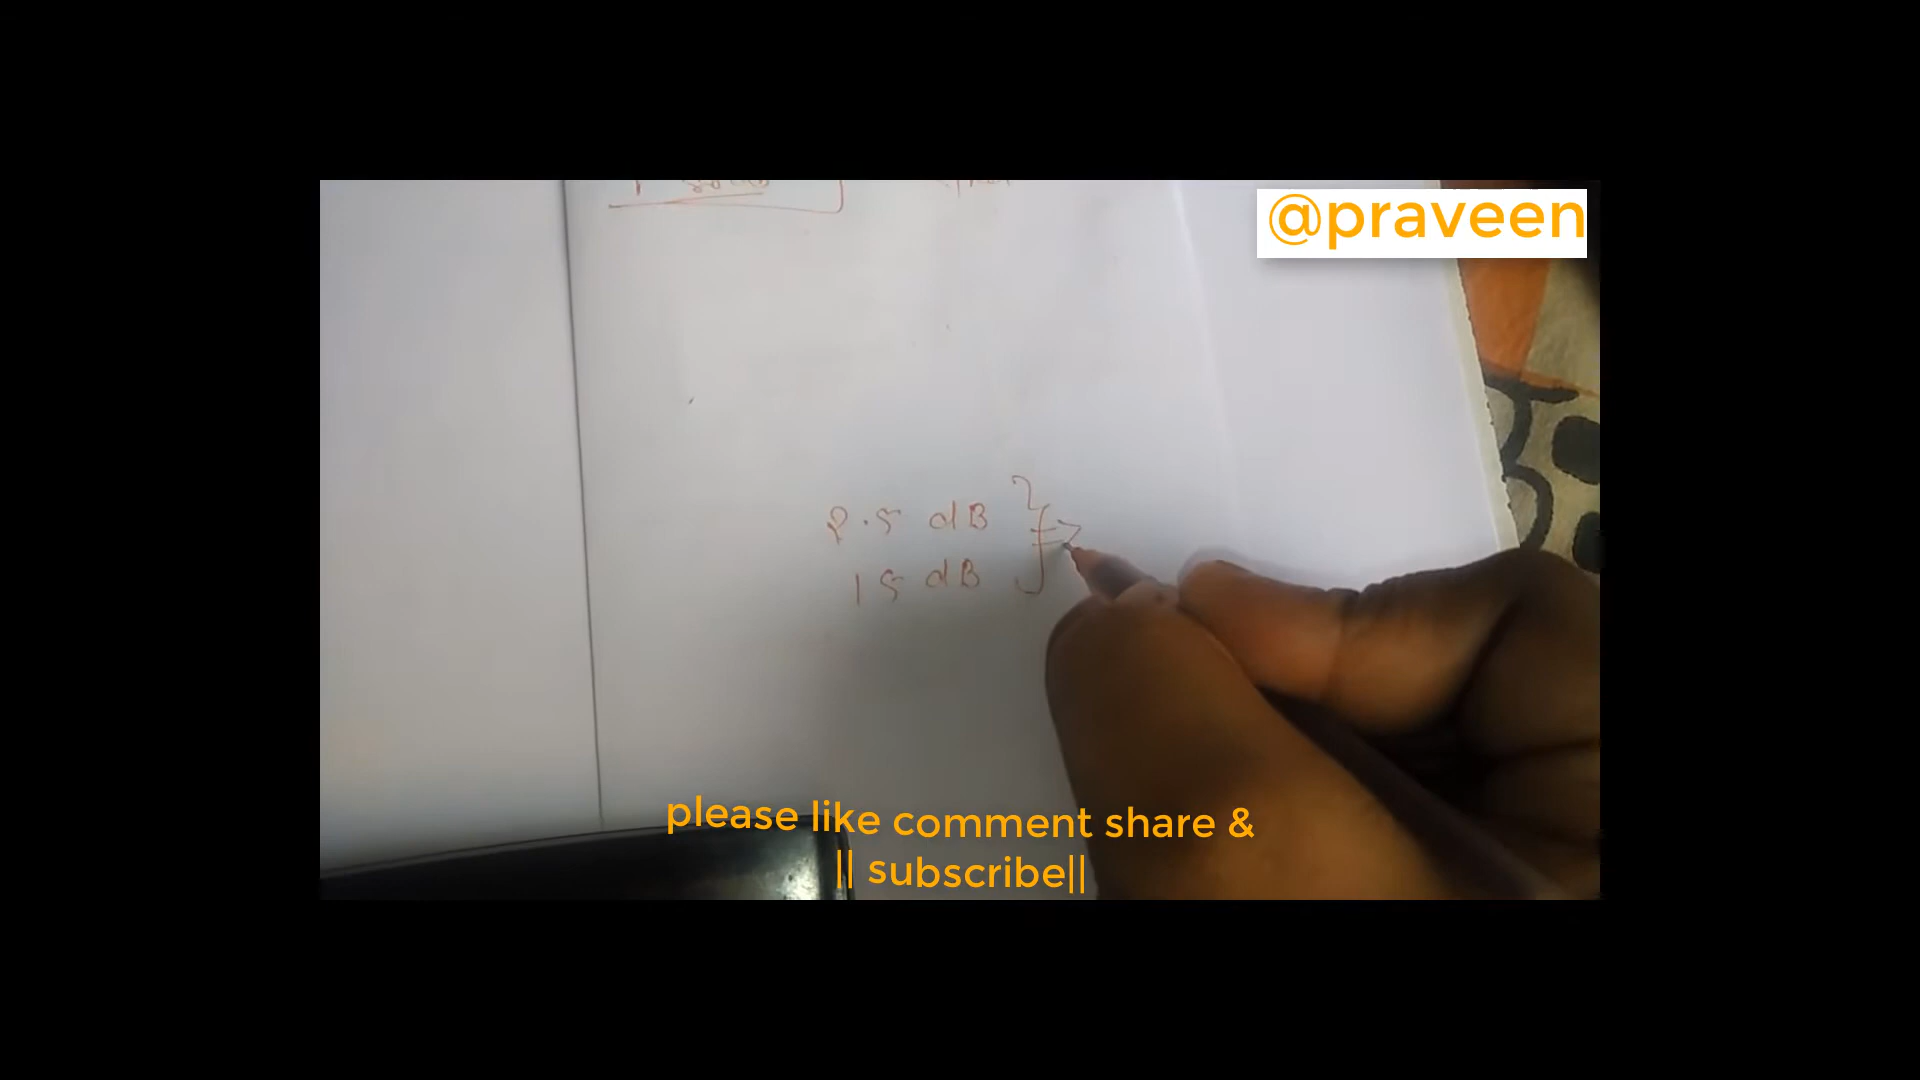 @praveen
2.5 dB
15 dB
please like comment share &
|| subscribe||